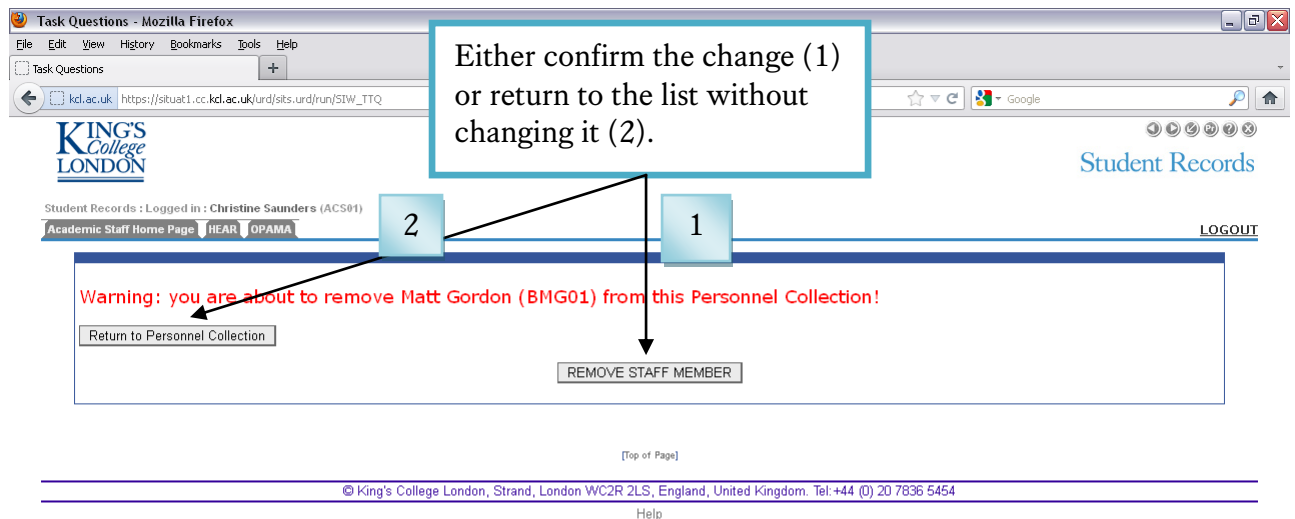 Task Questions - Mozilla Firefox
File Edit View History Bookmarks Tools Help
Task Questions +
kcl.ac.uk https://situat1.cc.kcl.ac.uk/urd/sits.urd/run/SIW_TTQ
Google
Either confirm the change (1)
or return to the list without
changing it (2).
KING'S
College
LONDON
Student Records
Student Records : Logged in : Christine Saunders (ACS01)
Academic Staff Home Page HEAR OPAMA
LOGOUT
2
1
Warning: you are about to remove Matt Gordon (BMG01) from this Personnel Collection!
Return to Personnel Collection
REMOVE STAFF MEMBER
[Top of Page]
© King's College London, Strand, London WC2R 2LS, England, United Kingdom. Tel:+44 (0) 20 7836 5454
Help